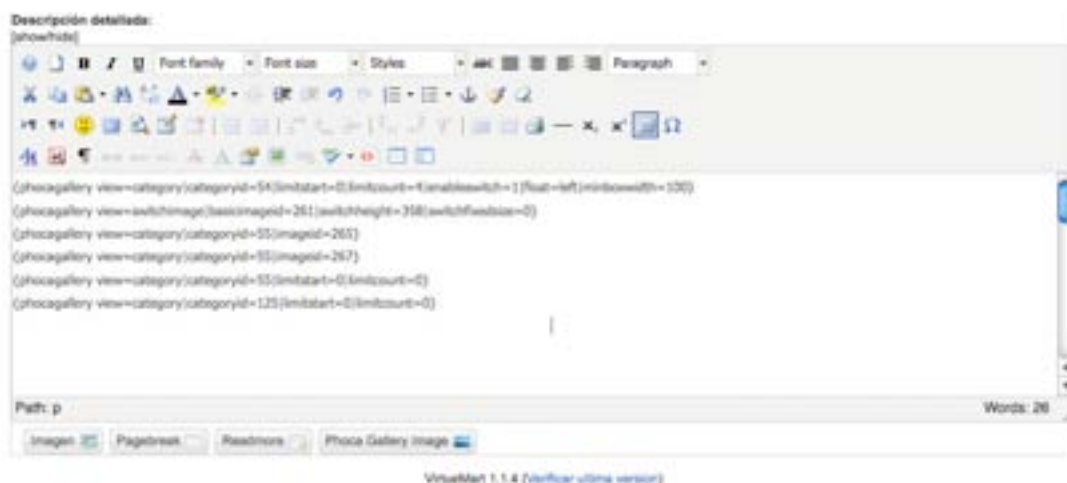 Descripción detallada:
[show/hide]
B I U Font family Font size Styles ABC Paragraph
Path: p Words: 26
Imagen Pagebreak Readmore Phoca Gallery Image
{phocagallery view=category|categoryid=54|limitstart=0|limitcount=4|enableswitch=1|float=left|minboxwidth=100}
{phocagallery view=switchimage|basicimageid=261|switchheight=358|switchfixedsize=0}
{phocagallery view=category|categoryid=55|imageid=265}
{phocagallery view=category|categoryid=55|imageid=267}
{phocagallery view=category|categoryid=55|limitstart=0|limitcount=0}
{phocagallery view=category|categoryid=125|limitstart=0|limitcount=0}
VirtueMart 1.1.4 (Verificar ultima version)